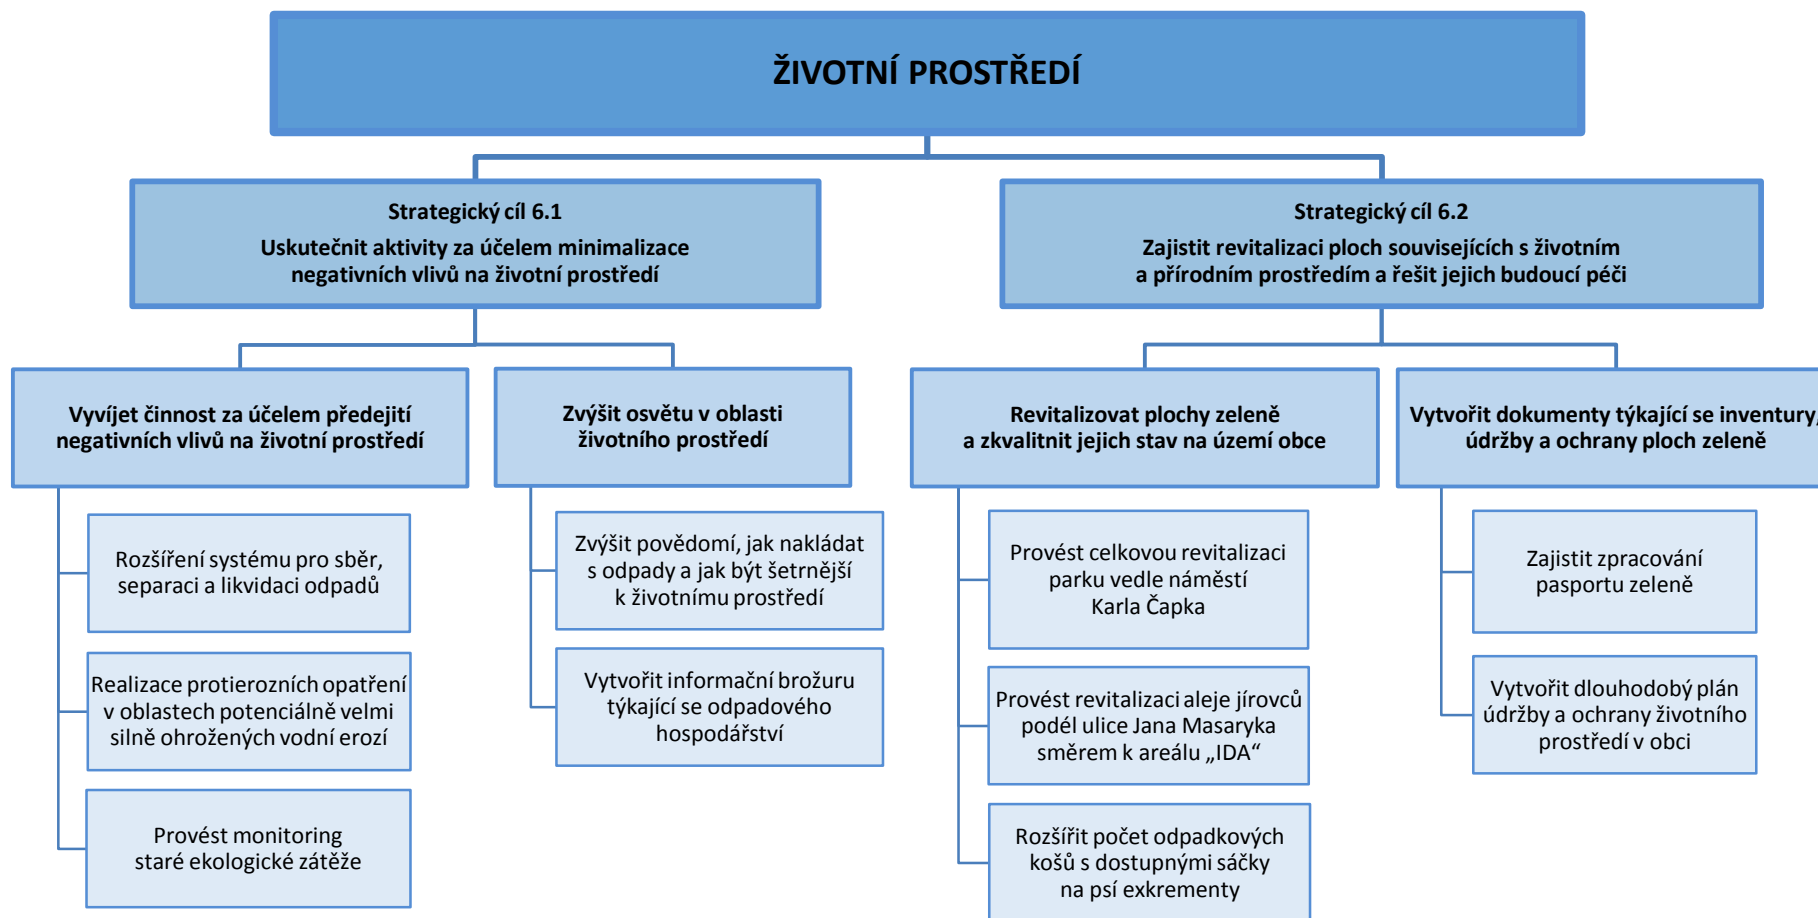 ŽIVOTNÍ PROSTŘEDÍ
Strategický cíl 6.1
Uskutečnit aktivity za účelem minimalizace
negativních vlivů na životní prostředí
Strategický cíl 6.2
Zajistit revitalizaci ploch souvisejících s životním
a přírodním prostředím a řešit jejich budoucí péči
Vyvíjet činnost za účelem předejití
negativních vlivů na životní prostředí
Zvýšit osvětu v oblasti
životního prostředí
Revitalizovat plochy zeleně
a zkvalitnit jejich stav na území obce
Vytvořit dokumenty týkající se inventury,
údržby a ochrany ploch zeleně
Rozšíření systému pro sběr,
separaci a likvidaci odpadů
Realizace protierozních opatření
v oblastech potenciálně velmi
silně ohrožených vodní erozí
Provést monitoring
staré ekologické zátěže
Zvýšit povědomí, jak nakládat
s odpady a jak být šetrnější
k životnímu prostředí
Vytvořit informační brožuru
týkající se odpadového
hospodářství
Provést celkovou revitalizaci
parku vedle náměstí
Karla Čapka
Provést revitalizaci aleje jírovců
podél ulice Jana Masaryka
směrem k areálu „IDA“
Rozšířit počet odpadkových
košů s dostupnými sáčky
na psí exkrementy
Zajistit zpracování
pasportu zeleně
Vytvořit dlouhodobý plán
údržby a ochrany životního
prostředí v obci